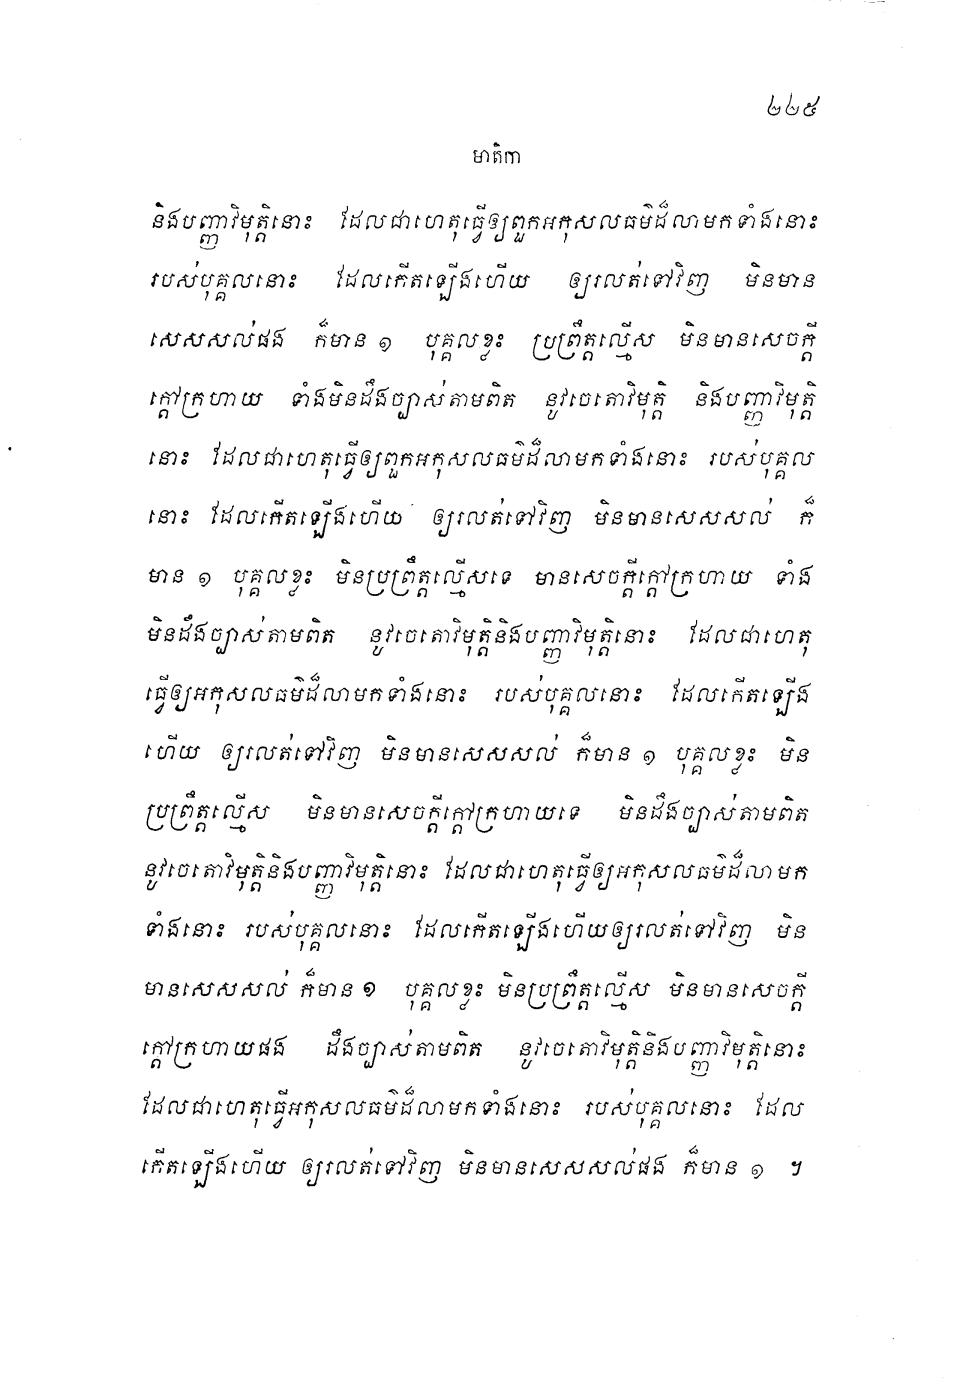 ២២៥
មាតិកា
និងបញ្ញាវិមុត្តិនោះ ដែលជាហេតុធ្វើឲ្យពួកអកុសលធម៌ដ៏លាមកទាំងនោះ
របស់បុគ្គលនោះ ដែលកើតឡើងហើយ ឲ្យរលត់ទៅវិញ មិនមាន
សេសសល់ផង ក៏មាន ១ បុគ្គលខ្លះ ប្រព្រឹត្តល្មើស មិនមានសេចក្តី
ក្តៅក្រហាយ ទាំងមិនដឹងច្បាស់តាមពិត នូវចេតោវិមុត្តិ និងបញ្ញាវិមុត្តិ
នោះ ដែលជាហេតុធ្វើឲ្យពួកអកុសលធម៌ដ៏លាមកទាំងនោះ របស់បុគ្គល
នោះ ដែលកើតឡើងហើយ ឲ្យរលត់ទៅវិញ មិនមានសេសសល់ ក៏
មាន ១ បុគ្គលខ្លះ មិនប្រព្រឹត្តល្មើសទេ មានសេចក្តីក្តៅក្រហាយ ទាំង
មិនដឹងច្បាស់តាមពិត នូវចេតោវិមុត្តិនិងបញ្ញាវិមុត្តិនោះ ដែលជាហេតុ
ធ្វើឲ្យអកុសលធម៌ដ៏លាមកទាំងនោះ របស់បុគ្គលនោះ ដែលកើតឡើង
ហើយ ឲ្យរលត់ទៅវិញ មិនមានសេសសល់ ក៏មាន ១ បុគ្គលខ្លះ មិន
ប្រព្រឹត្តល្មើស មិនមានសេចក្តីក្តៅក្រហាយទេ មិនដឹងច្បាស់តាមពិត
នូវចេតោវិមុត្តិនិងបញ្ញាវិមុត្តិនោះ ដែលជាហេតុធ្វើឲ្យអកុសលធម៌ដ៏លាមក
ទាំងនោះ របស់បុគ្គលនោះ ដែលកើតឡើងហើយឲ្យរលត់ទៅវិញ មិន
មានសេសសល់ ក៏មាន ១ បុគ្គលខ្លះ មិនប្រព្រឹត្តល្មើស មិនមានសេចក្តី
ក្តៅក្រហាយផង ដឹងច្បាស់តាមពិត នូវចេតោវិមុត្តិនិងបញ្ញាវិមុត្តិនោះ
ដែលជាហេតុធ្វើអកុសលធម៌ដ៏លាមកទាំងនោះ របស់បុគ្គលនោះ ដែល
កើតឡើងហើយ ឲ្យរលត់ទៅវិញ មិនមានសេសសល់ផង ក៏មាន ១ ។